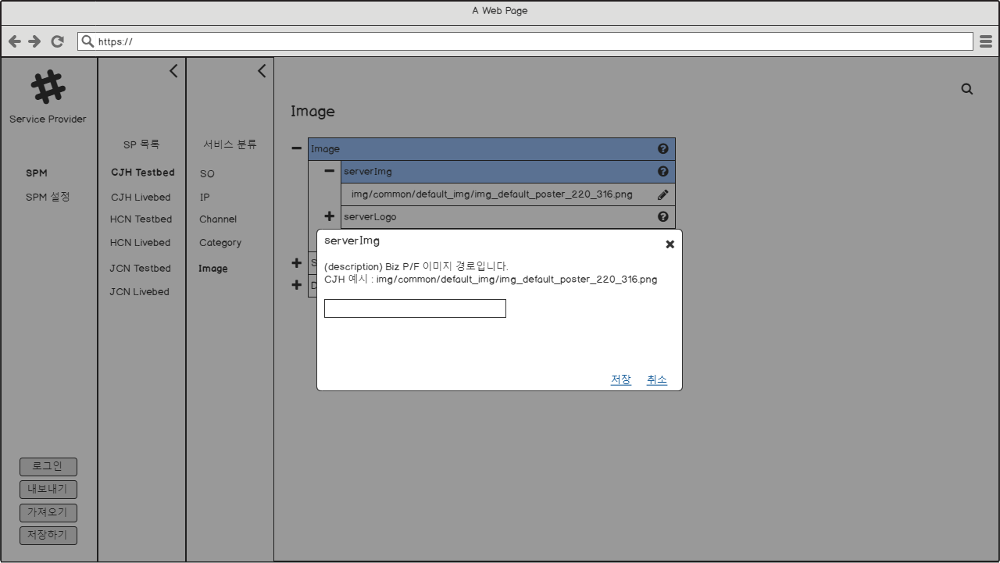 A Web Page
https://
Service Provider
SPM
SPM 설정
로그인
내보내기
가져오기
저장하기
SP 목록
CJH Testbed
CJH Livebed
HCN Testbed
HCN Livebed
JCN Testbed
JCN Livebed
서비스 분류
SO
IP
Channel
Category
Image
Image
Image
serverImg
img/common/default_img/img_default_poster_220_316.png
serverLogo
S
D
serverImg
(description) Biz P/F 이미지 경로입니다.
CJH 예시 : img/common/default_img/img_default_poster_220_316.png
저장 취소